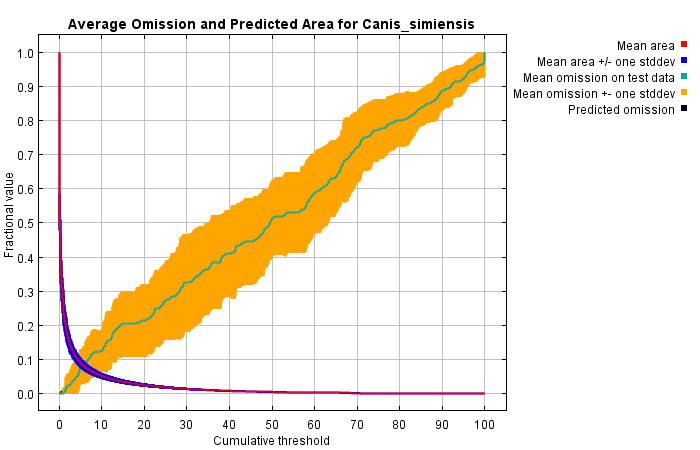 Average Omission and Predicted Area for Canis_simiensis
Mean area
Mean area +/- one stddev
Mean omission on test data
Mean omission +- one stddev
Predicted omission
Fractional value
1.0
0.9
0.8
0.7
0.6
0.5
0.4
0.3
0.2
0.1
0.0
0 10 20 30 40 50 60 70 80 90 100
Cumulative threshold